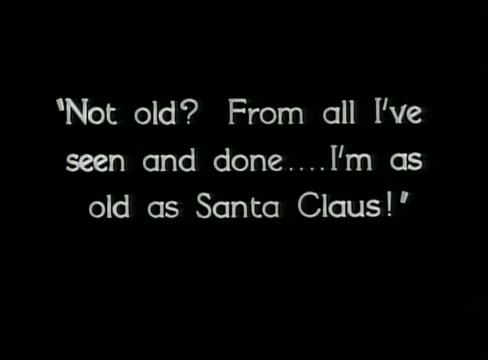 "Not old?  From all I've
seen and done....I'm as
old as Santa Claus!"